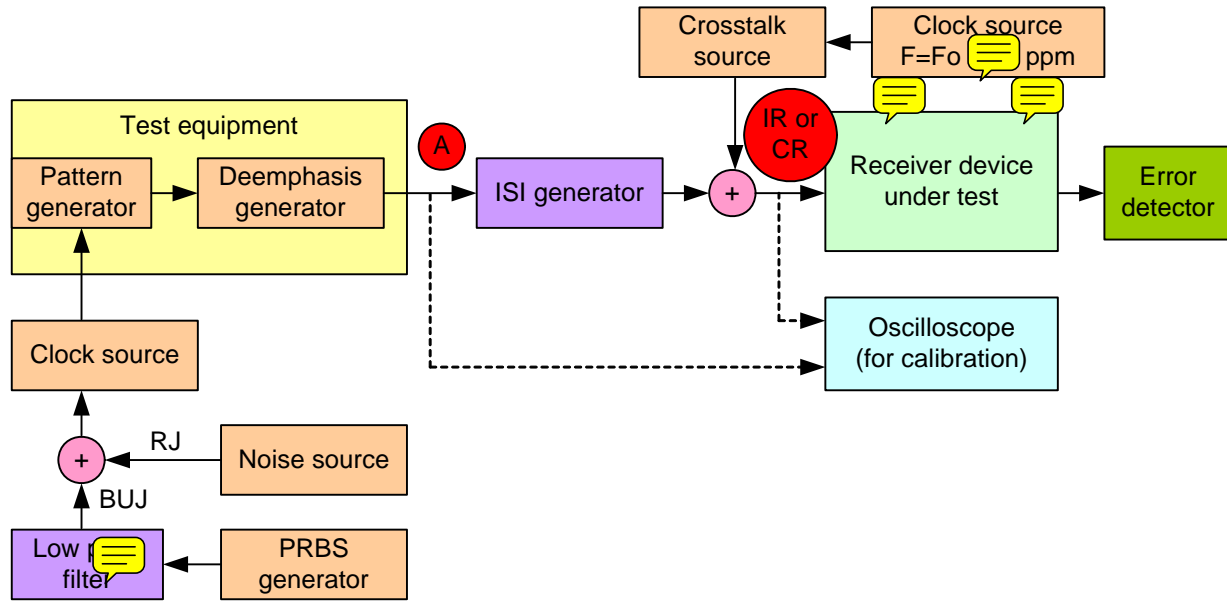 Crosstalk
source
Clock source
F=Fo ppm
Test equipment
A
IR or
CR
Pattern
generator
Deemphasis
generator
ISI generator
+
Receiver device
under test
Error
detector
Clock source
Oscilloscope
(for calibration)
RJ
+
Noise source
BUJ
Low
filter
PRBS
generator